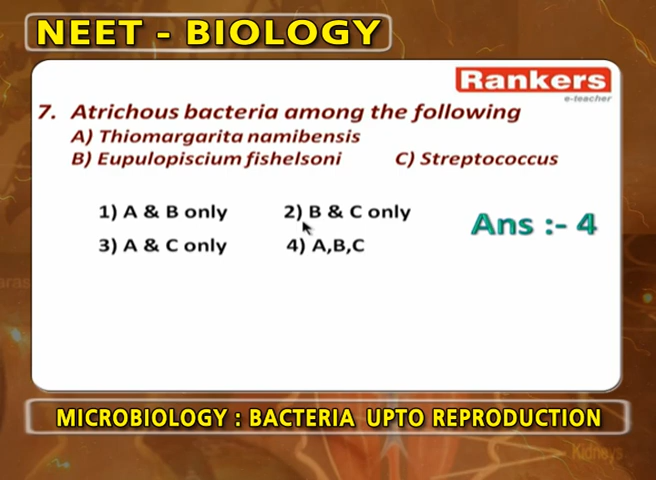 NEET - BIOLOGY
Rankers
e-teacher
7. Atrichous bacteria among the following
A) Thiomargarita namibensis
B) Eupulopiscium fishelsoni C) Streptococcus
1) A & B only 2) B & C only
Ans :- 4
3) A & C only 4) A,B,C
MICROBIOLOGY : BACTERIA UPTO REPRODUCTION
Kidneys